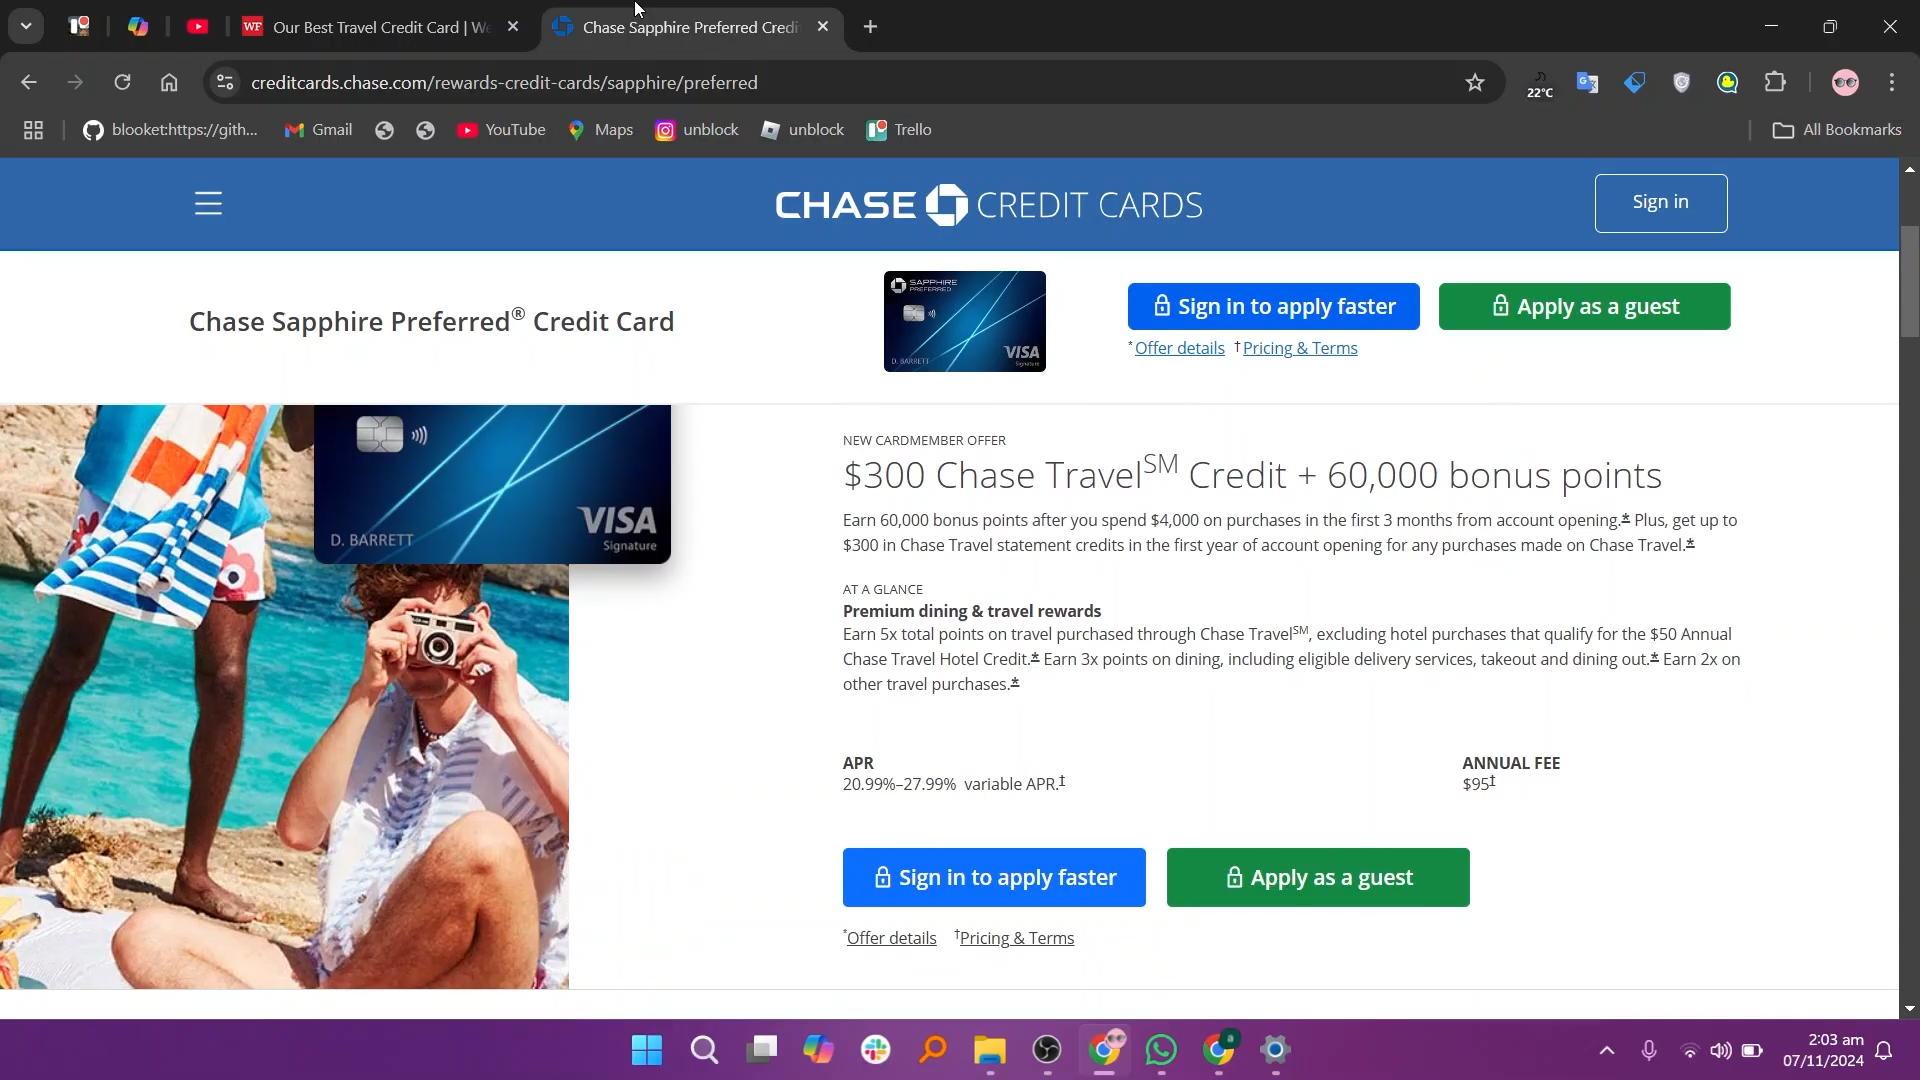 Our Best Travel Credit Card | We
Chase Sapphire Preferred Credi
creditcards.chase.com/rewards-credit-cards/sapphire/preferred
22°C
blooket:https://gith...
Gmail
YouTube
Maps
unblock
unblock
Trello
All Bookmarks
CHASE CREDIT CARDS
Sign in
Chase Sapphire Preferred® Credit Card
SAPPHIRE
PREFERRED
D. BARRETT
VISA
Signature
Sign in to apply faster
Apply as a guest
*Offer details †Pricing & Terms
D. BARRETT
VISA
Signature
NEW CARDMEMBER OFFER
$300 Chase Travel℠ Credit + 60,000 bonus points
Earn 60,000 bonus points after you spend $4,000 on purchases in the first 3 months from account opening.* Plus, get up to
$300 in Chase Travel statement credits in the first year of account opening for any purchases made on Chase Travel.*
AT A GLANCE
Premium dining & travel rewards
Earn 5x total points on travel purchased through Chase Travel℠, excluding hotel purchases that qualify for the $50 Annual
Chase Travel Hotel Credit.* Earn 3x points on dining, including eligible delivery services, takeout and dining out.* Earn 2x on
other travel purchases.*
APR
20.99%–27.99% variable APR.†
ANNUAL FEE
$95†
Sign in to apply faster
Apply as a guest
*Offer details †Pricing & Terms
2:03 am
07/11/2024